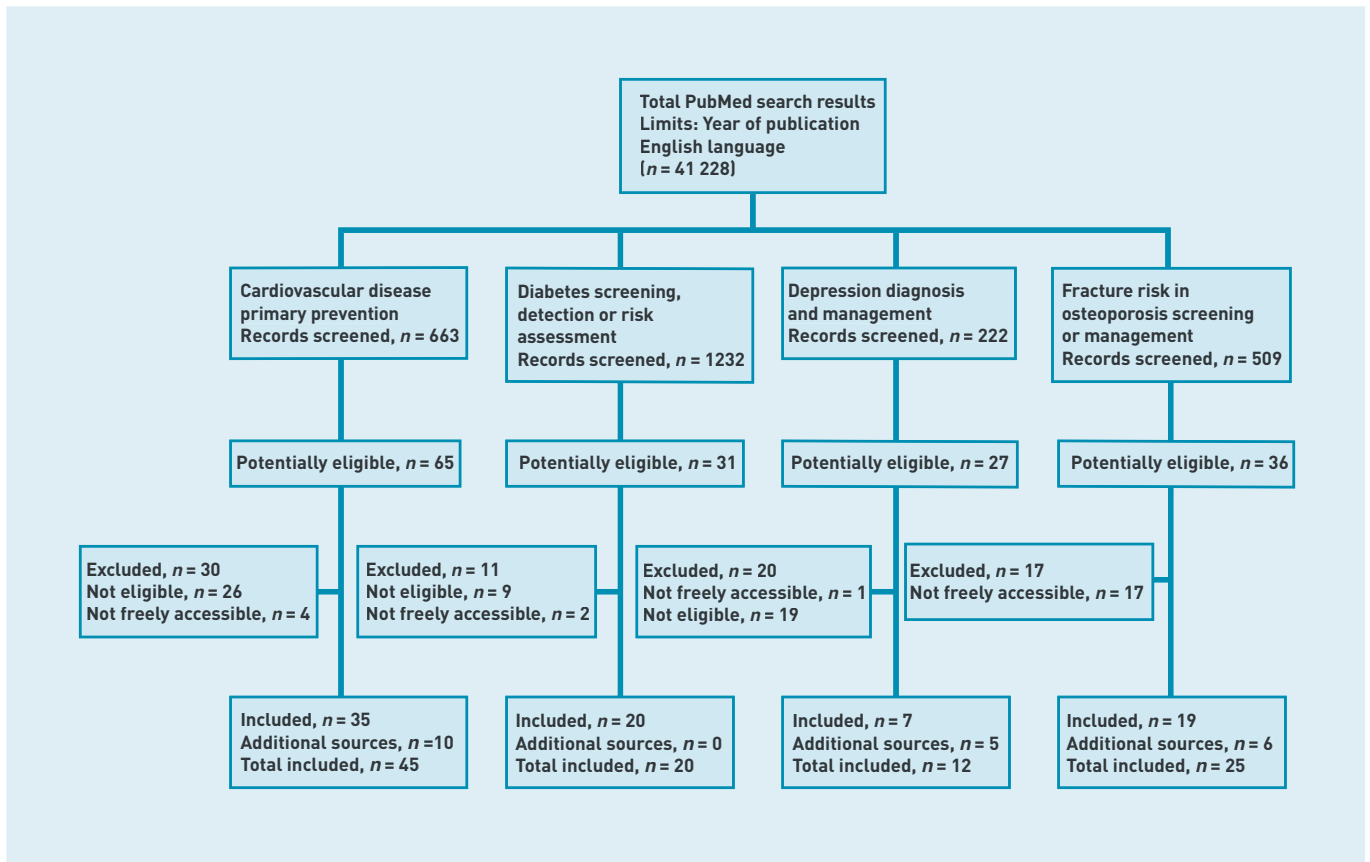 Total PubMed search results
Limits: Year of publication
English language
(n = 41 228)
Cardiovascular disease
primary prevention
Records screened, n = 663
Diabetes screening,
detection or risk
assessment
Records screened, n = 1232
Depression diagnosis
and management
Records screened, n = 222
Fracture risk in
osteoporosis screening
or management
Records screened, n = 509
Potentially eligible, n = 65
Potentially eligible, n = 31
Potentially eligible, n = 27
Potentially eligible, n = 36
Excluded, n = 30
Not eligible, n = 26
Not freely accessible, n = 4
Excluded, n = 11
Not eligible, n = 9
Not freely accessible, n = 2
Excluded, n = 20
Not freely accessible, n = 1
Not eligible, n = 19
Excluded, n = 17
Not freely accessible, n = 17
Included, n = 35
Additional sources, n =10
Total included, n = 45
Included, n = 20
Additional sources, n = 0
Total included, n = 20
Included, n = 7
Additional sources, n = 5
Total included, n = 12
Included, n = 19
Additional sources, n = 6
Total included, n = 25